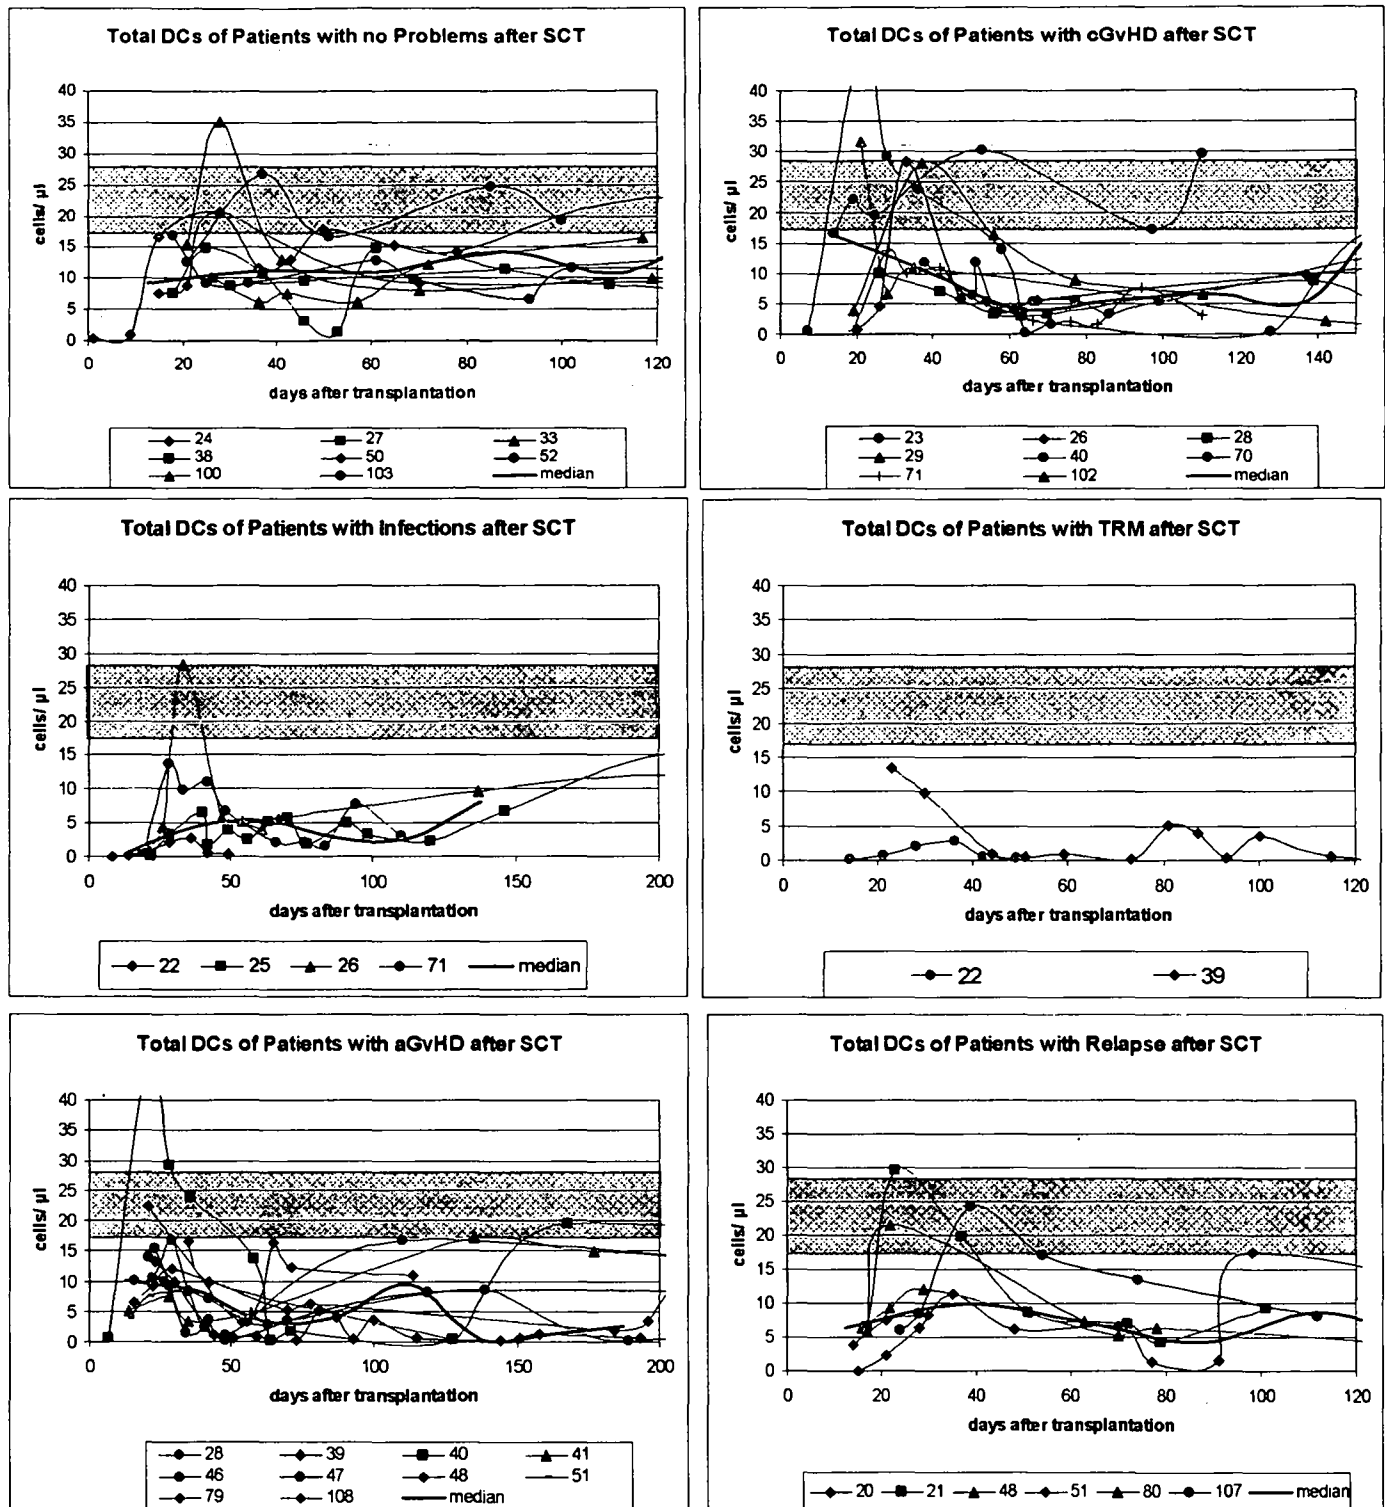 Total DCs of Patients with no Problems after SCT
40
35
30
25
20
15
10
5
0
cells/ µl
0 20 40 60 80 100 120
days after transplantation
24 27 33
38 50 52
100 103 median
Total DCs of Patients with cGvHD after SCT
40
35
30
25
20
15
10
5
0
cells/ µl
0 20 40 60 80 100 120 140
days after transplantation
23 26 28
29 40 70
71 102 median
Total DCs of Patients with Infections after SCT
40
35
30
25
20
15
10
5
0
cells/ µl
0 50 100 150 200
days after transplantation
22 25 26 71 median
Total DCs of Patients with TRM after SCT
40
35
30
25
20
15
10
5
0
cells/ µl
0 20 40 60 80 100 120
days after transplantation
22 39
Total DCs of Patients with aGvHD after SCT
40
35
30
25
20
15
10
5
0
cells/ µl
0 50 100 150 200
days after transplantation
28 39 40 41
46 47 48 51
79 108 median
Total DCs of Patients with Relapse after SCT
40
35
30
25
20
15
10
5
0
cells/ µl
0 20 40 60 80 100 120
days after transplantation
20 21 48 51 80 107 median